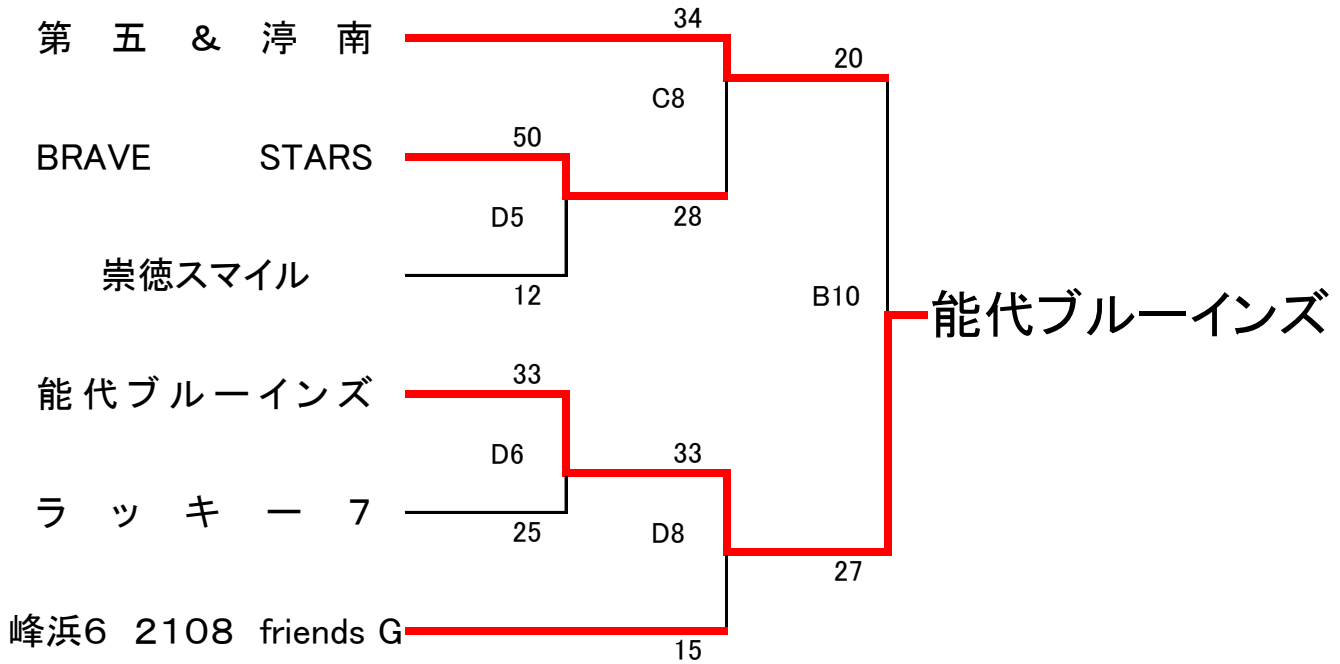 34
第五&渟南
20
C8
50
BRAVE STARS
D5
28
崇徳スマイル
12
B10
能代ブルーインズ
33
能代ブルーインズ
D6
33
ラッキー7
25
D8
27
峰浜6 2108 friends G
15